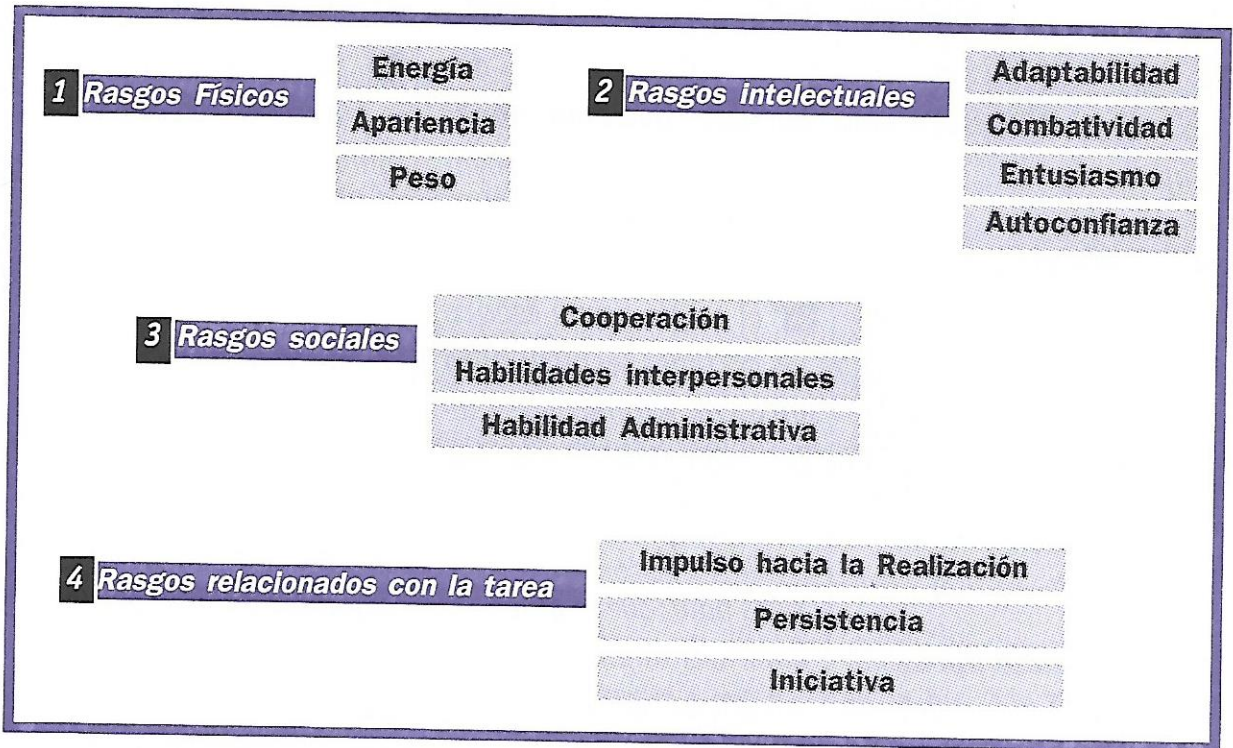 1 Rasgos Físicos
Energía
Apariencia
Peso
2 Rasgos intelectuales
Adaptabilidad
Combatividad
Entusiasmo
Autoconfianza
3 Rasgos sociales
Cooperación
Habilidades interpersonales
Habilidad Administrativa
4 Rasgos relacionados con la tarea
Impulso hacia la Realización
Persistencia
Iniciativa